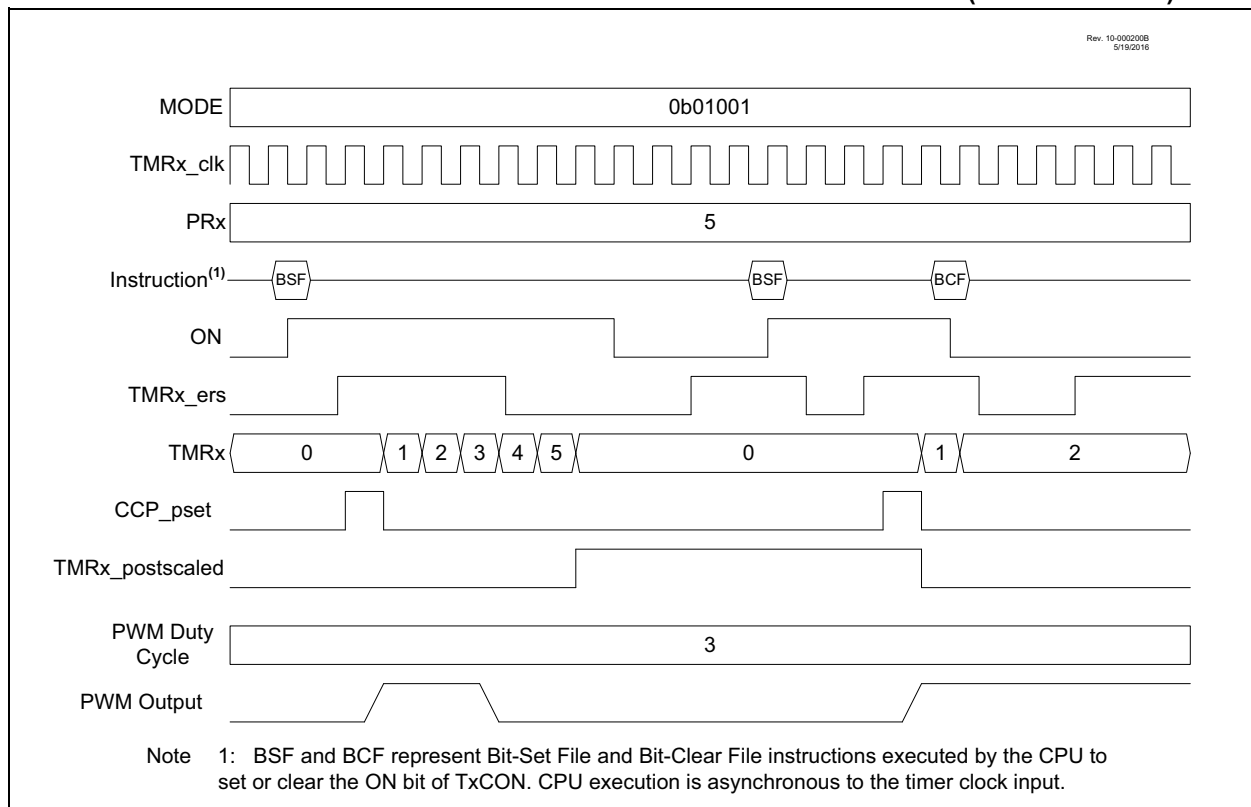 Rev. 10-000200B
5/19/2016
MODE 0b01001
TMRx_clk
PRx 5
Instruction(1) BSF BSF BCF
ON
TMRx_ers
TMRx 0 1 2 3 4 5 0 1 2
CCP_pset
TMRx_postscaled
PWM Duty
Cycle 3
PWM Output
Note 1: BSF and BCF represent Bit-Set File and Bit-Clear File instructions executed by the CPU to
set or clear the ON bit of TxCON. CPU execution is asynchronous to the timer clock input.